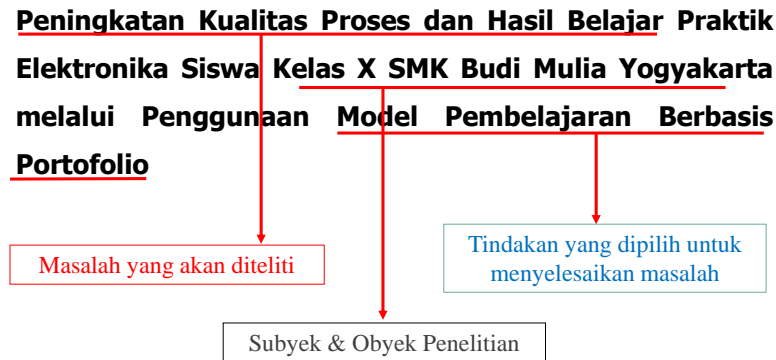 Peningkatan Kualitas Proses dan Hasil Belajar Praktik
Elektronika Siswa Kelas X SMK Budi Mulia Yogyakarta
melalui Penggunaan Model Pembelajaran Berbasis
Portofolio
Masalah yang akan diteliti
Tindakan yang dipilih untuk
menyelesaikan masalah
Subyek & Obyek Penelitian